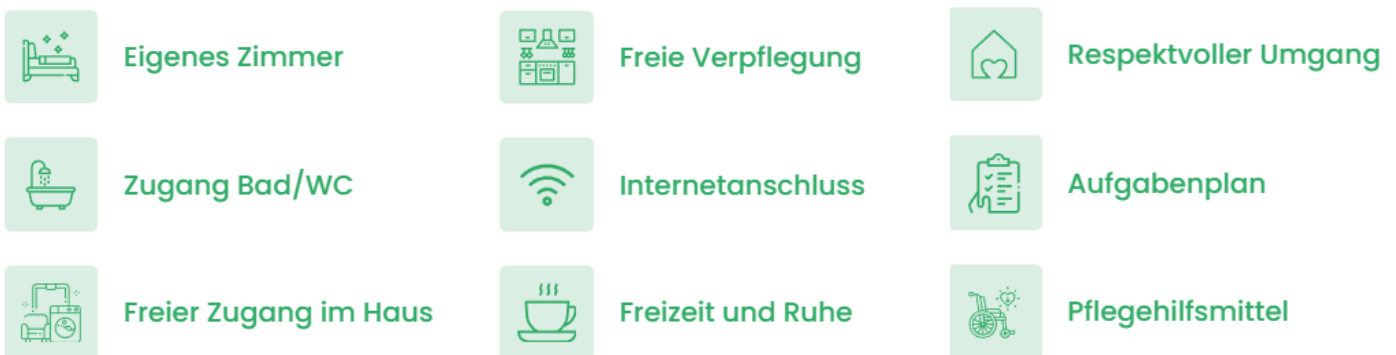 Eigenes Zimmer
Freie Verpflegung
Respektvoller Umgang
Zugang Bad/WC
Internetanschluss
Aufgabenplan
Freier Zugang im Haus
Freizeit und Ruhe
Pflegehilfsmittel